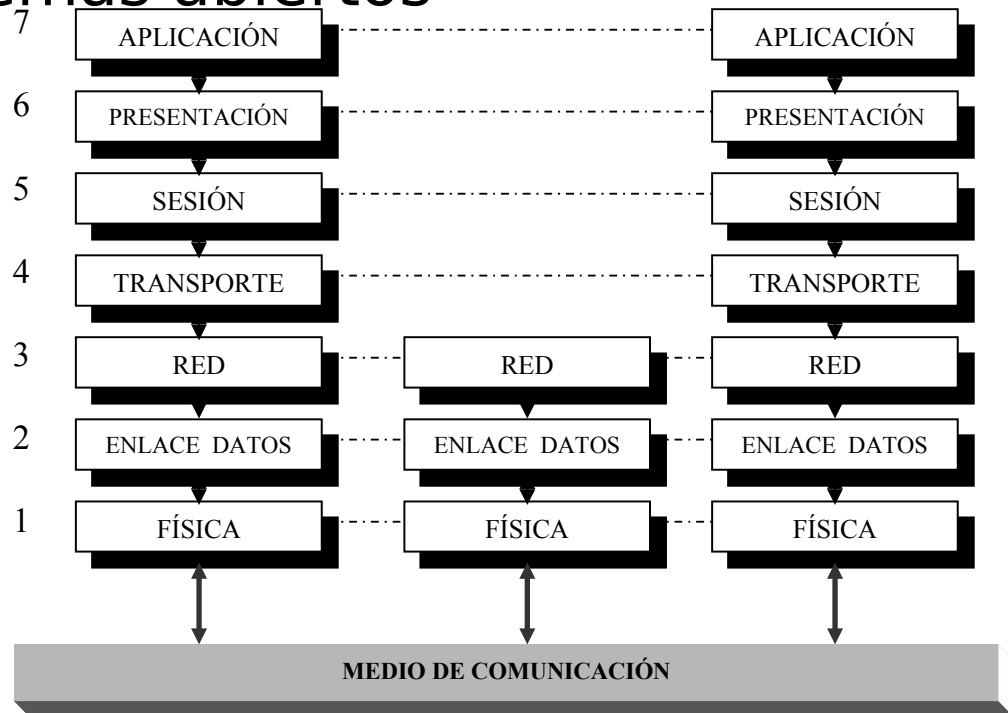 abiertos
7 APLICACIÓN APLICACIÓN
6 PRESENTACIÓN PRESENTACIÓN
5 SESIÓN SESIÓN
4 TRANSPORTE TRANSPORTE
3 RED RED RED
2 ENLACE DATOS ENLACE DATOS ENLACE DATOS
1 FÍSICA FÍSICA FÍSICA
MEDIO DE COMUNICACIÓN